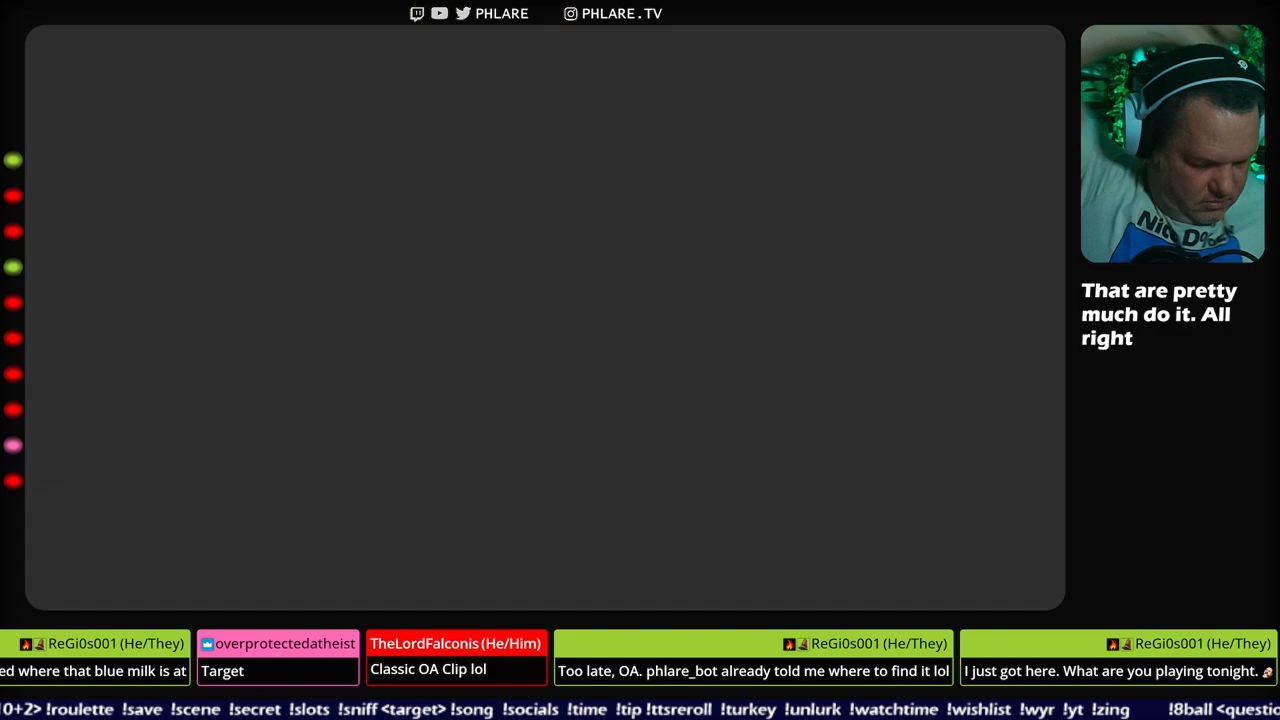 PHLARE PHLARE.TV
That are pretty
much do it. All
right
ReGi0s001 (He/They) overprotectedatheist TheLordFalconis (He/Him) ReGi0s001 (He/They) ReGi0s001 (He/They)
ed where that blue milk is at Target Classic OA Clip lol Too late, OA. phlare_bot already told me where to find it lol I just got here. What are you playing tonight.
0+2> !roulette !save !scene !secret !slots !sniff <target> !song !socials !time !tip !ttsreroll !turkey !unlurk !watchtime !wishlist !wyr !yt !zing !8ball <questio